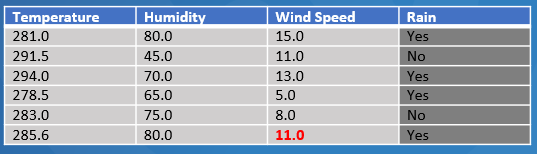 Temperature Humidity Wind Speed Rain
281.0 80.0 15.0 Yes
291.5 45.0 11.0 No
294.0 70.0 13.0 Yes
278.5 65.0 5.0 Yes
283.0 75.0 8.0 No
285.6 80.0 11.0 Yes